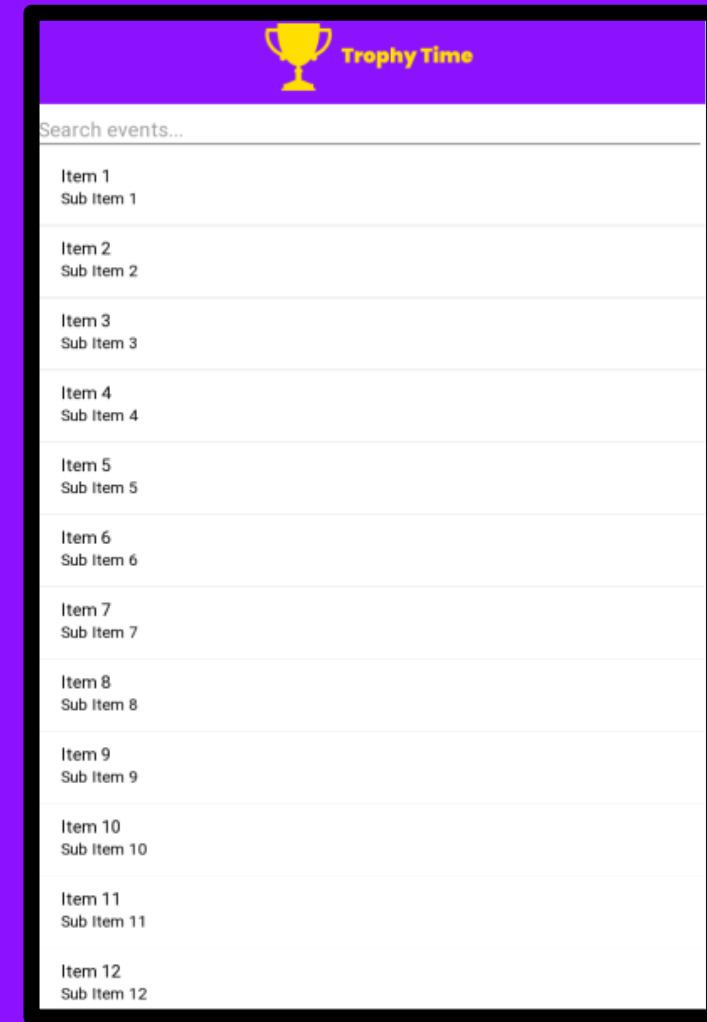 Trophy Time
Search events...
Item 1
Sub Item 1
Item 2
Sub Item 2
Item 3
Sub Item 3
Item 4
Sub Item 4
Item 5
Sub Item 5
Item 6
Sub Item 6
Item 7
Sub Item 7
Item 8
Sub Item 8
Item 9
Sub Item 9
Item 10
Sub Item 10
Item 11
Sub Item 11
Item 12
Sub Item 12